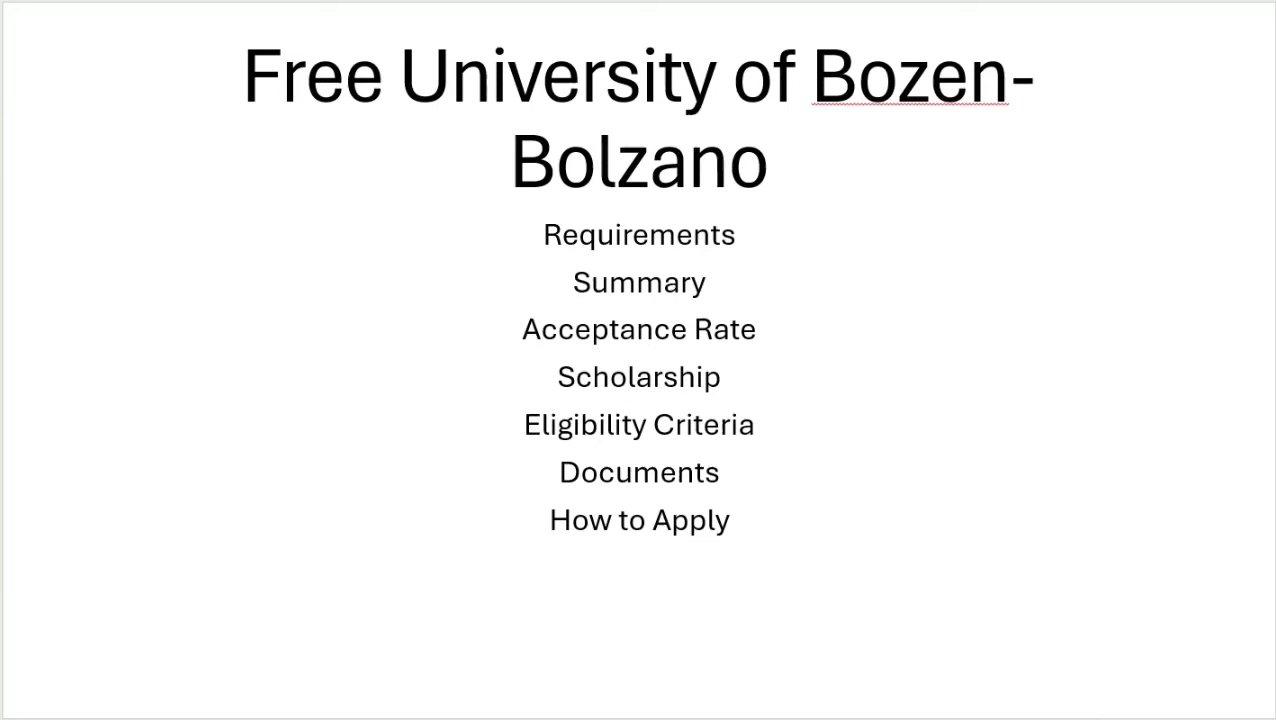 Free University of Bozen-
Bolzano
Requirements
Summary
Acceptance Rate
Scholarship
Eligibility Criteria
Documents
How to Apply